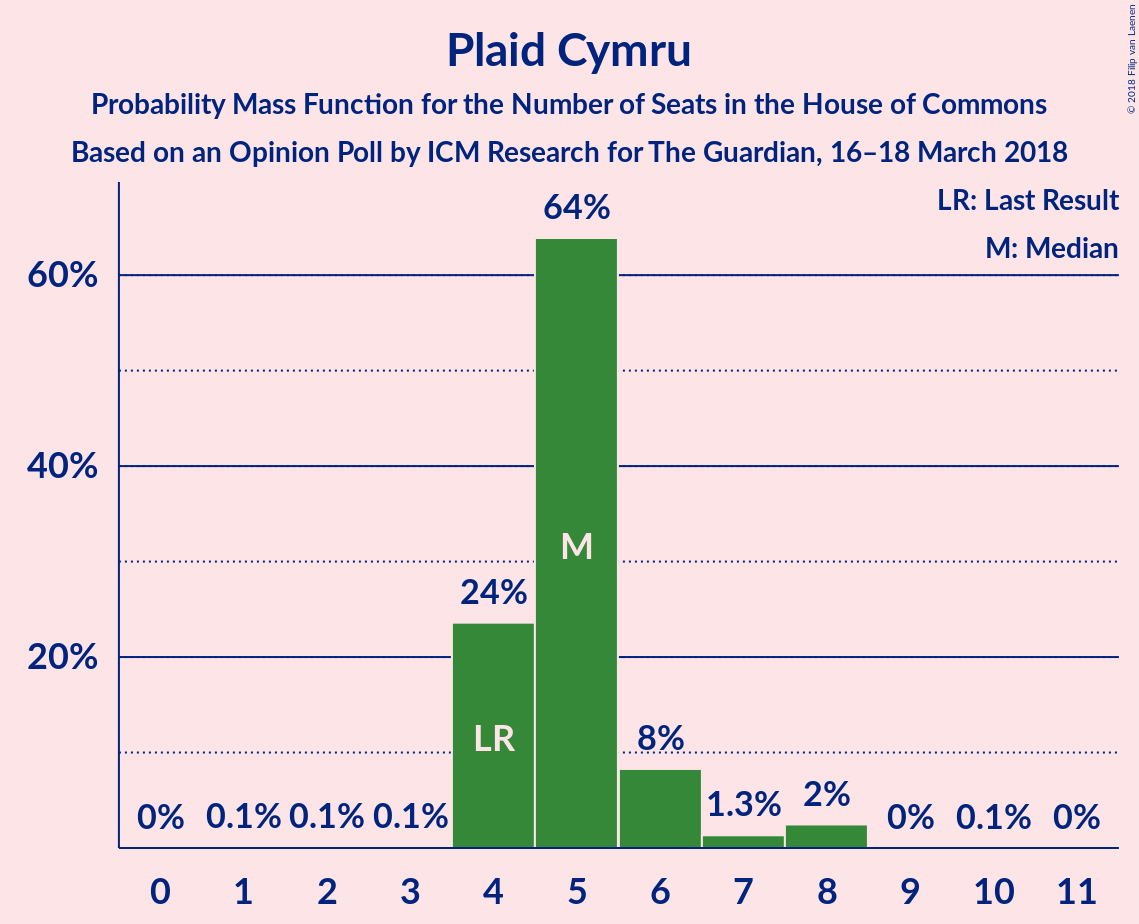 Plaid Cymru
Probability Mass Function for the Number of Seats in the House of Commons
Based on an Opinion Poll by ICM Research for The Guardian, 16–18 March 2018
© 2018 Filip van Laenen
LR: Last Result
M: Median
60%
40%
20%
0% 0.1% 0.1% 0.1% 24% 64% 8% 1.3% 2% 0% 0.1% 0%
LR
M
0 1 2 3 4 5 6 7 8 9 10 11